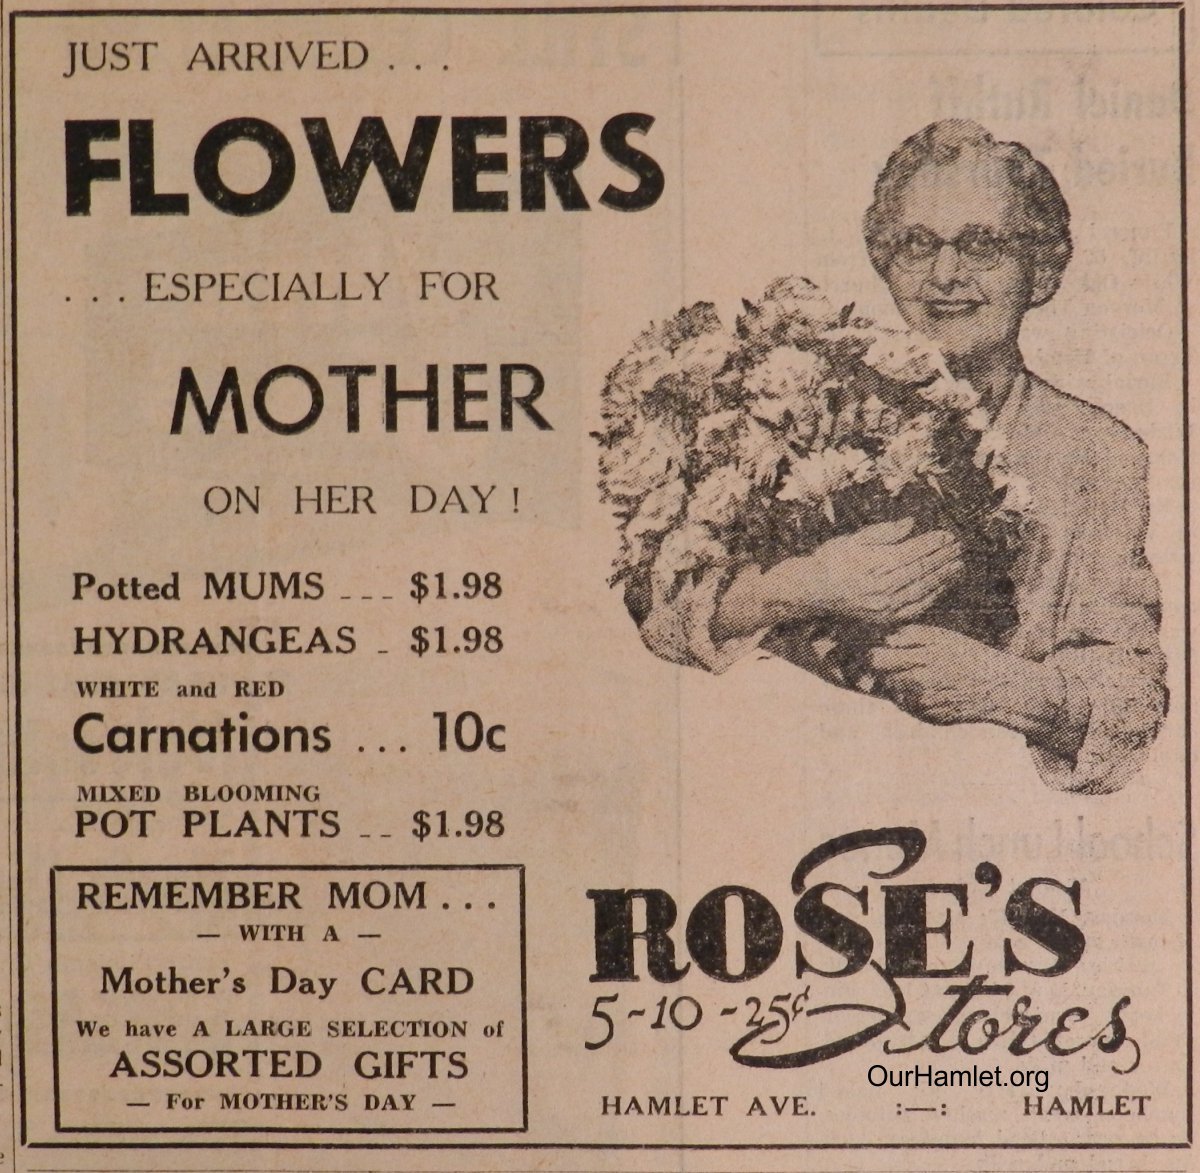 JUST ARRIVED . . .
FLOWERS
. . . ESPECIALLY FOR
MOTHER
ON HER DAY !
Potted MUMS _ _ _ $1.98
HYDRANGEAS _ $1.98
WHITE and RED
Carnations . . . 10c
MIXED BLOOMING
POT PLANTS _ _ $1.98
REMEMBER MOM . . .
— WITH A —
Mother's Day CARD
We have A LARGE SELECTION of
ASSORTED GIFTS
— For MOTHER'S DAY —
ROSE'S
5-10-25¢ Stores
OurHamlet.org
HAMLET AVE. :—: HAMLET